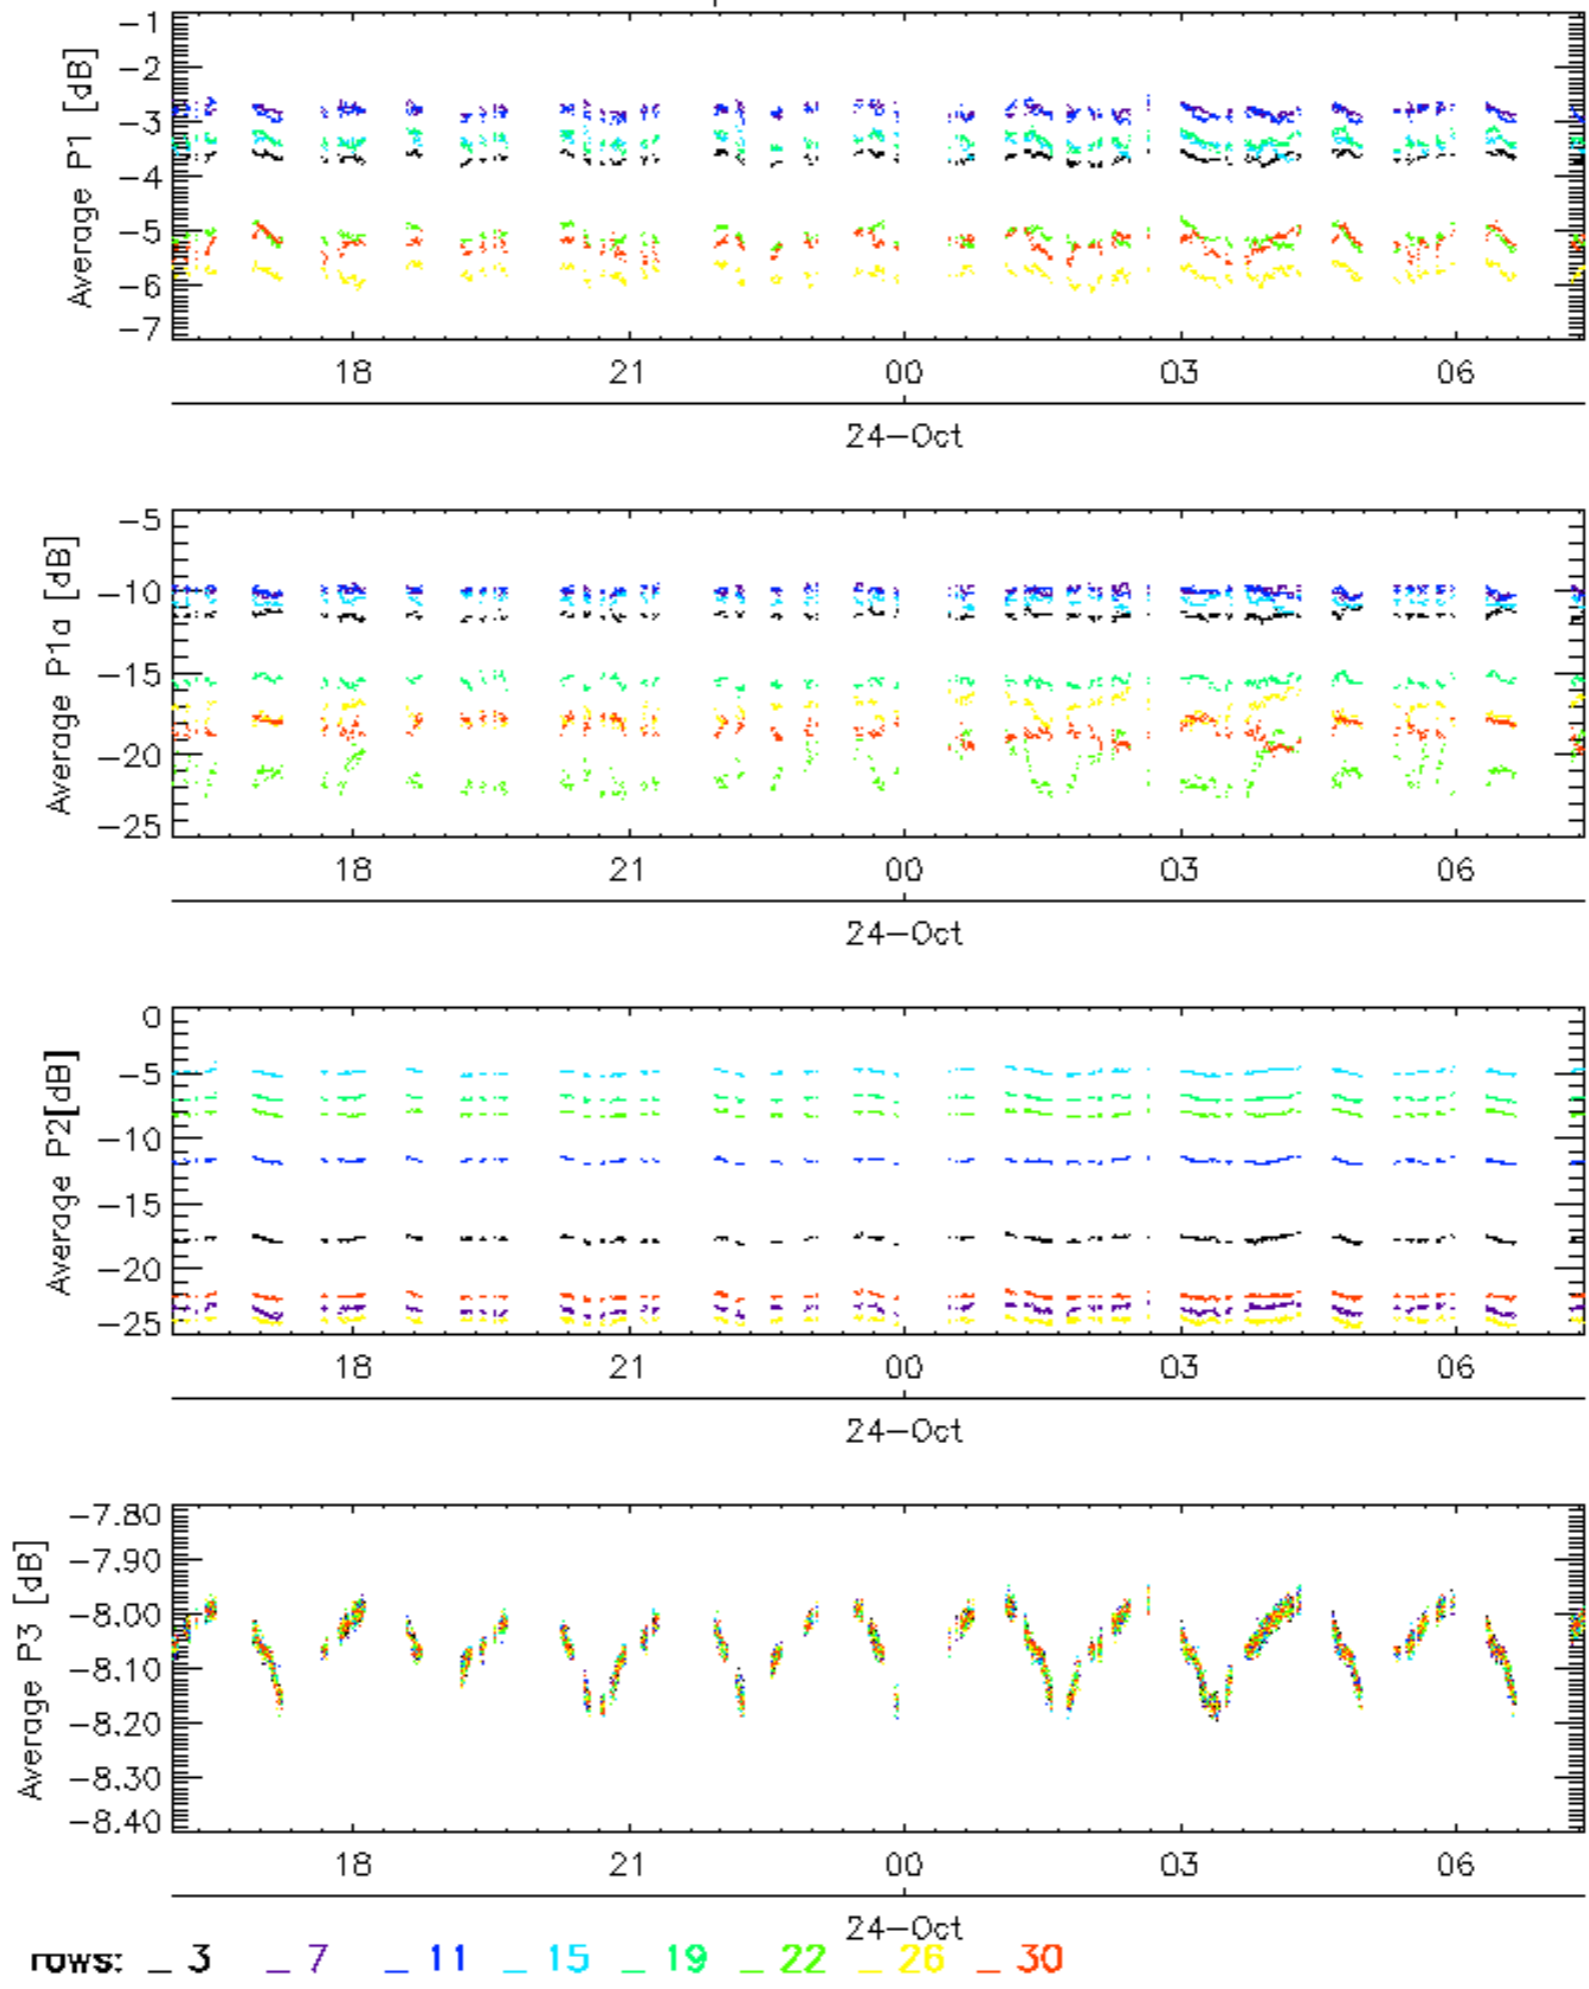 Average P1 [dB]
-1
-2
-3
-4
-5
-6
-7
18 21 00 03 06
24-Oct
Average P1a [dB]
-5
-10
-15
-20
-25
18 21 00 03 06
24-Oct
Average P2[dB]
0
-5
-10
-15
-20
-25
18 21 00 03 06
24-Oct
Average P3 [dB]
-7.80
-7.90
-8.00
-8.10
-8.20
-8.30
-8.40
18 21 00 03 06
24-Oct
rows: _ 3 _ 7 _ 11 _ 15 _ 19 _ 22 _ 26 _ 30